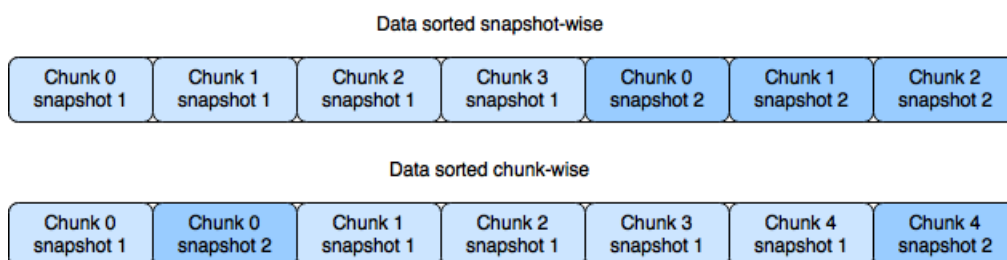 Data sorted snapshot-wise
Chunk 0 Chunk 1 Chunk 2 Chunk 3 Chunk 0 Chunk 1 Chunk 2
snapshot 1 snapshot 1 snapshot 1 snapshot 1 snapshot 2 snapshot 2 snapshot 2
Data sorted chunk-wise
Chunk 0 Chunk 0 Chunk 1 Chunk 2 Chunk 3 Chunk 4 Chunk 4
snapshot 1 snapshot 2 snapshot 1 snapshot 1 snapshot 1 snapshot 1 snapshot 2